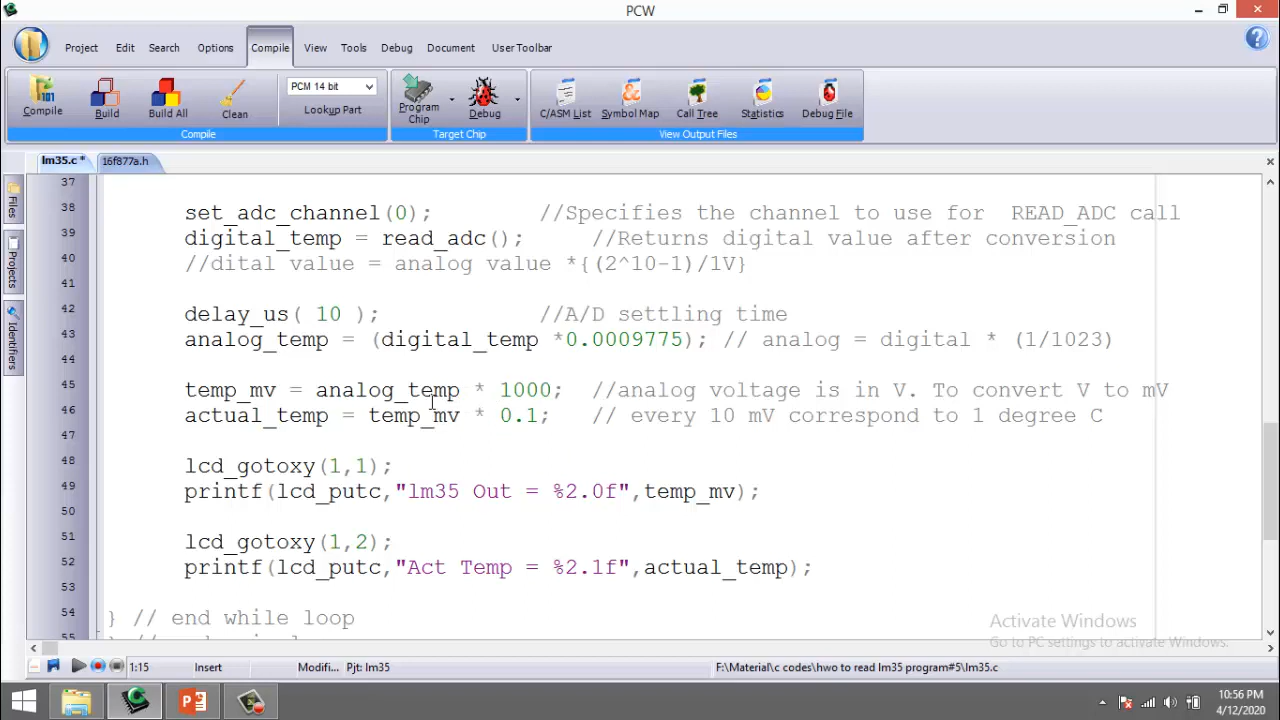 PCW
Project Edit Search Options Compile View Tools Debug Document User Toolbar
PCM 14 bit
Compile Build Build All Clean Lookup Part Program Chip Debug C/ASM List Symbol Map Call Tree Statistics Debug File
Compile Target Chip View Output Files
lm35.c * 16f877a.h
Files
Projects
Identifiers
37
38 set_adc_channel(0); //Specifies the channel to use for READ_ADC call
39 digital_temp = read_adc(); //Returns digital value after conversion
40 //dital value = analog value *{(2^10-1)/1V}
41
42 delay_us( 10 ); //A/D settling time
43 analog_temp = (digital_temp *0.0009775); // analog = digital * (1/1023)
44
45 temp_mv = analog_temp * 1000; //analog voltage is in V. To convert V to mV
46 actual_temp = temp_mv * 0.1; // every 10 mV correspond to 1 degree C
47
48 lcd_gotoxy(1,1);
49 printf(lcd_putc,"lm35 Out = %2.0f",temp_mv);
50
51 lcd_gotoxy(1,2);
52 printf(lcd_putc,"Act Temp = %2.1f",actual_temp);
53
54 } // end while loop
55
Activate Windows
Go to PC settings to activate Windows.
1:15 Insert Modifi... Pjt: lm35 F:\Material\c codes\hwo to read lm35 program#5\lm35.c
10:56 PM
4/12/2020